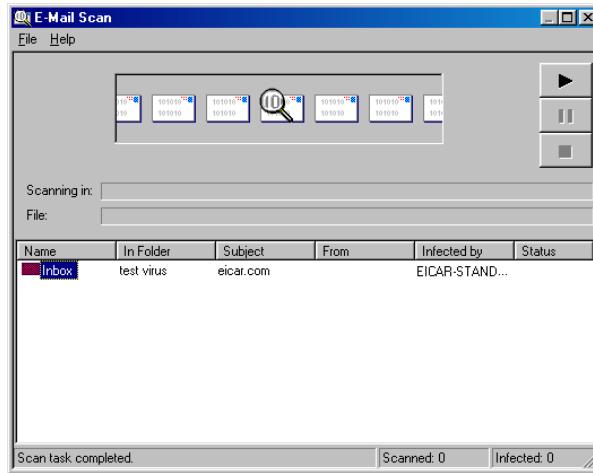 E-Mail Scan
File Help
Scanning in:
File:
Name In Folder Subject From Infected by Status
Inbox test virus eicar.com EICAR-STAND...
Scan task completed. Scanned: 0 Infected: 0